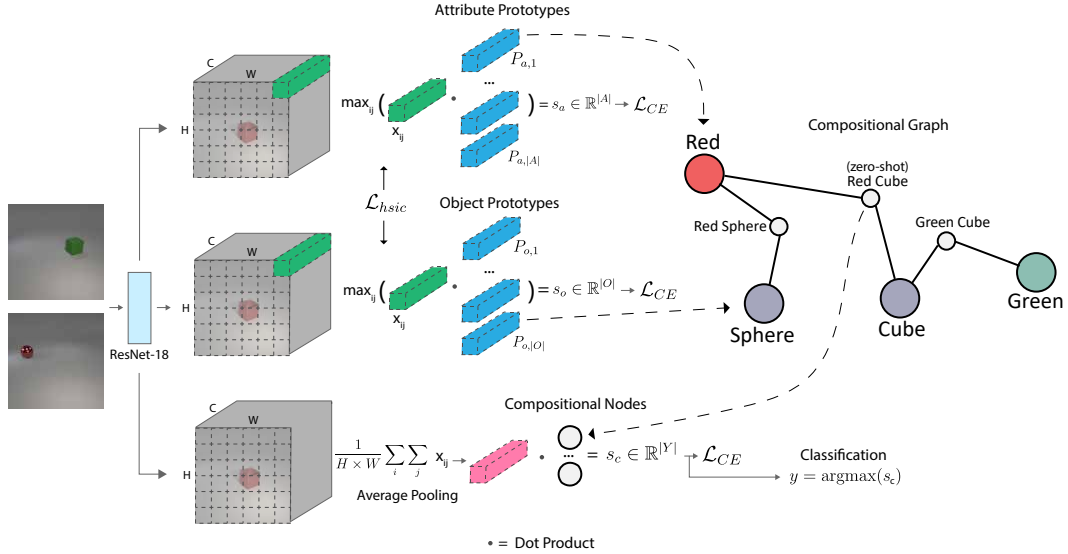 Attribute Prototypes
C
W
H
max_{ij} ( X_{ij} · P_{a,1} ... P_{a,|A|} ) = s_a ∈ ℝ^{|A|} → ℒ_{CE}
ℒ_{hsic}
Object Prototypes
C
W
H
max_{ij} ( X_{ij} · P_{o,1} ... P_{o,|O|} ) = s_o ∈ ℝ^{|O|} → ℒ_{CE}
ResNet-18
Compositional Graph
Red
(zero-shot)
Red Cube
Red Sphere
Green Cube
Sphere
Cube
Green
C
W
H
\frac{1}{H × W} \sum_i \sum_j X_{ij}
Average Pooling
Compositional Nodes
· ... = s_c ∈ ℝ^{|Y|} → ℒ_{CE}
Classification
y = argmax(s_c)
• = Dot Product